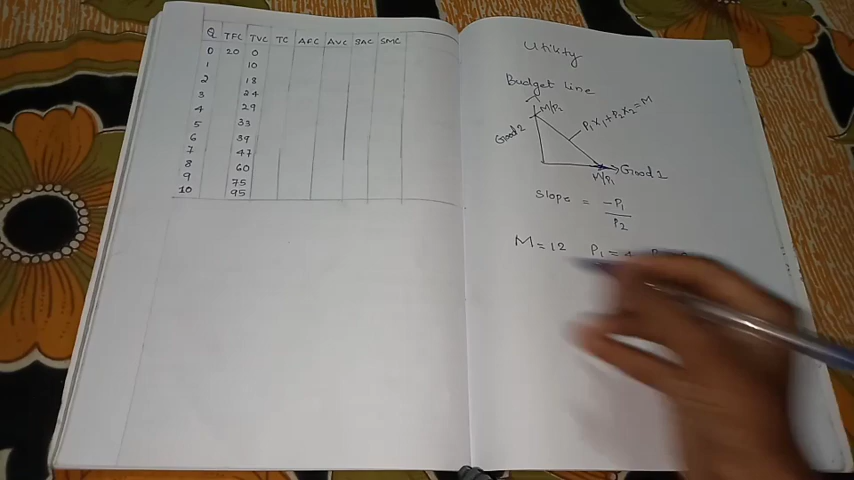 Q TFC TVC TC AFC AVC SAC SMC
0 20 0
1 10
2 18
3 24
4 29
5 33
6 39
7 47
8 60
9 75
10 95
Utility
Budget Line
M/P2
P1X1+P2X2=M
Good 2
Good 1
M/P1
Slope = -P1
P2
M = 12 P1 =